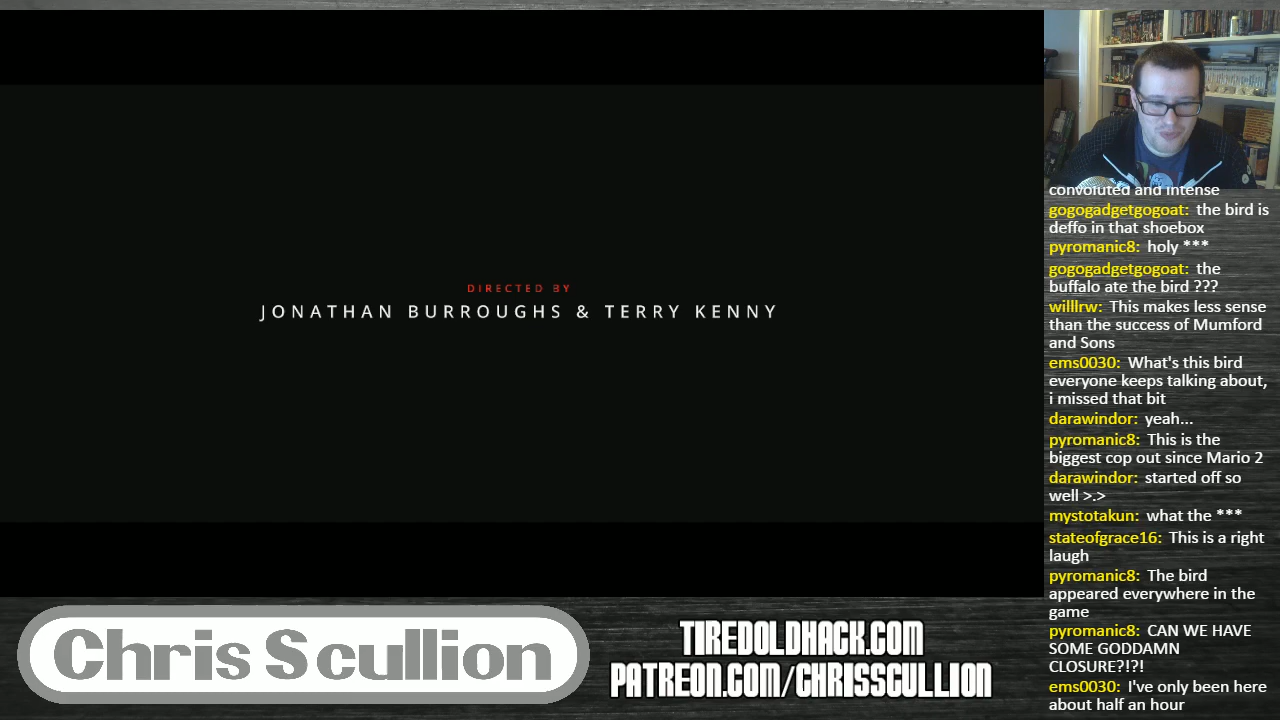 DIRECTED BY
JONATHAN BURROUGHS & TERRY KENNY
convoluted and intense
gogogadgetgogoat: the bird is
deffo in that shoebox
pyromanic8: holy ***
gogogadgetgogoat: the
buffalo ate the bird ???
willlrw: This makes less sense
than the success of Mumford
and Sons
ems0030: What's this bird
everyone keeps talking about,
i missed that bit
darawindor: yeah...
pyromanic8: This is the
biggest cop out since Mario 2
darawindor: started off so
well >.>
mystotakun: what the ***
stateofgrace16: This is a right
laugh
pyromanic8: The bird
appeared everywhere in the
game
pyromanic8: CAN WE HAVE
SOME GODDAMN
CLOSURE?!?!
ems0030: I've only been here
about half an hour
Chris Scullion
TIREDOLDHACK.COM
PATREON.COM/CHRISSCULLION